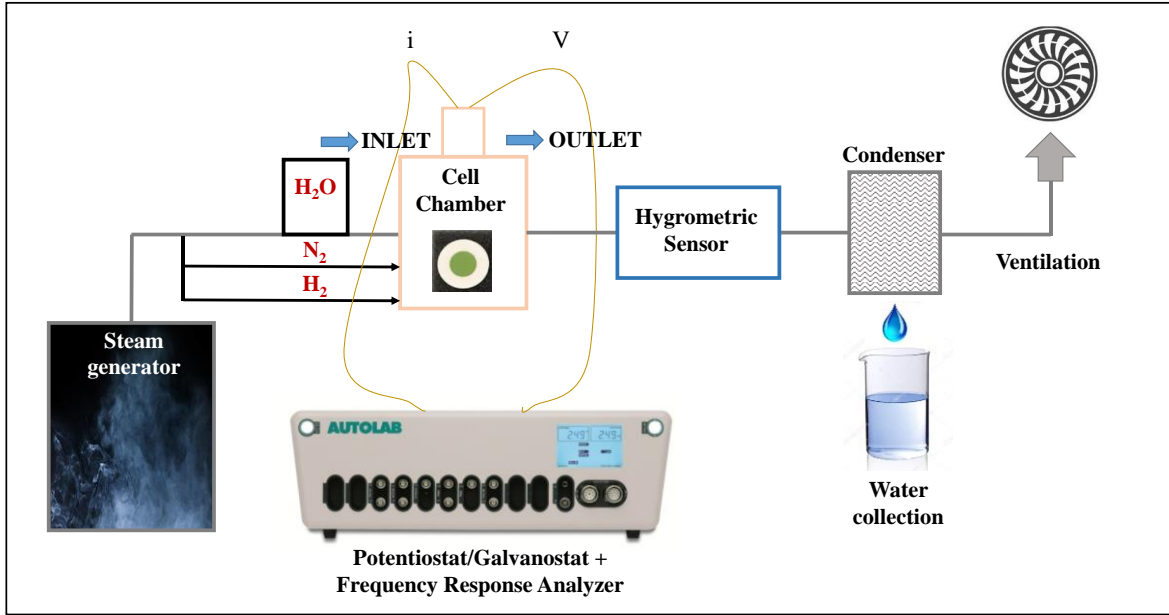 i
V
INLET
OUTLET
H₂O
Cell
Chamber
Condenser
Hygrometric
Sensor
N₂
H₂
Ventilation
Steam
generator
AUTOLAB
Water
collection
Potentiostat/Galvanostat +
Frequency Response Analyzer